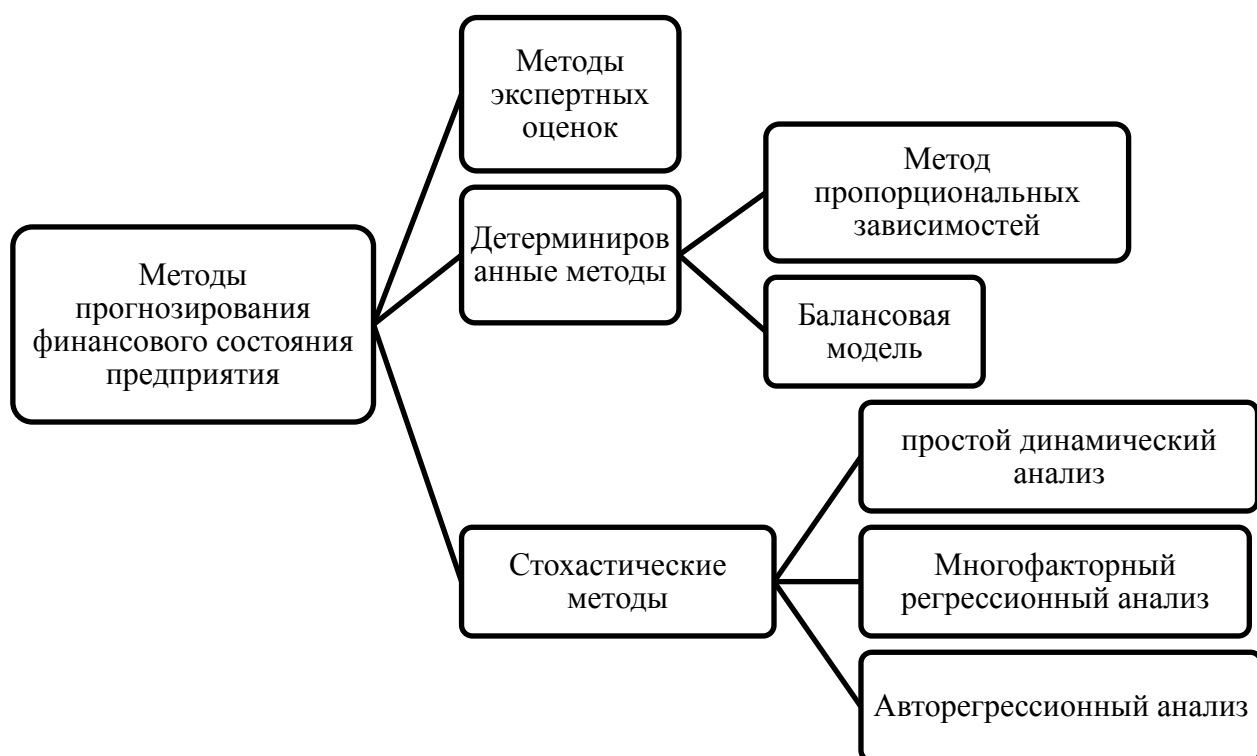 Методы
прогнозирования
финансового состояния
предприятия
Методы
экспертных
оценок
Детерминиров
анные методы
Метод
пропорциональных
зависимостей
Балансовая
модель
Стохастические
методы
простой динамический
анализ
Многофакторный
регрессионный анализ
Авторегрессионный анализ